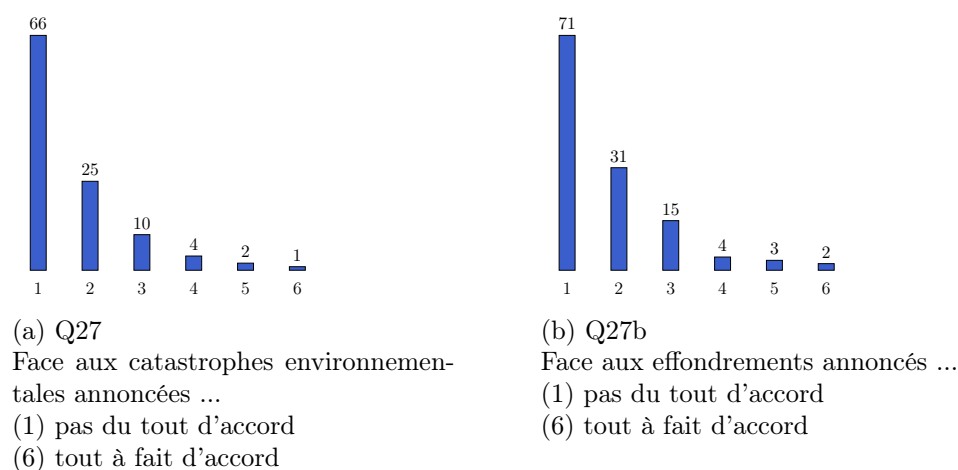 66
25
10
4
2
1
1 2 3 4 5 6
(a) Q27
Face aux catastrophes environnemen-
tales annoncées ...
(1) pas du tout d'accord
(6) tout à fait d'accord
71
31
15
4
3
2
1 2 3 4 5 6
(b) Q27b
Face aux effondrements annoncés ...
(1) pas du tout d'accord
(6) tout à fait d'accord